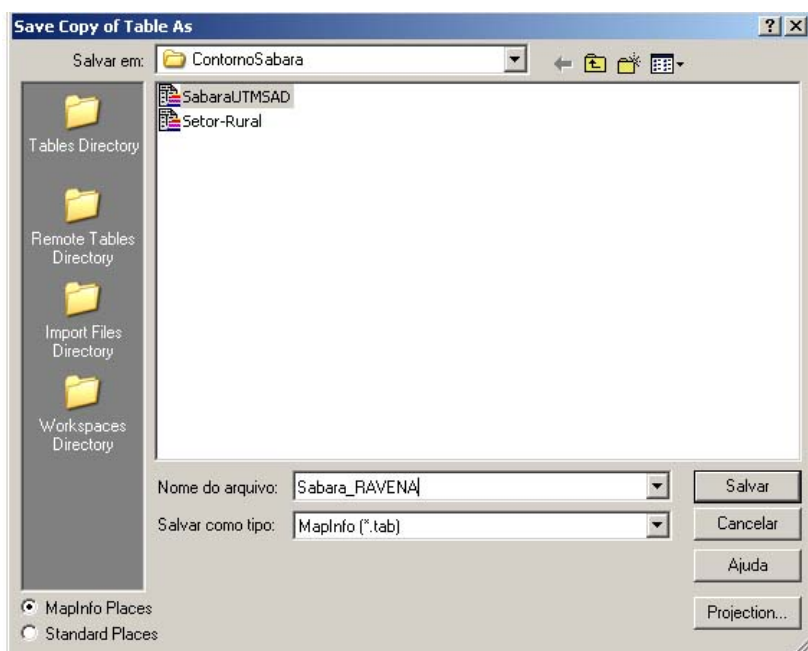 Save Copy of Table As
Salvar em:
ContornoSabara
SabaraUTMSAD
Setor-Rural
Tables Directory
Remote Tables
Directory
Import Files
Directory
Workspaces
Directory
Nome do arquivo:
Sabara_RAVENA
Salvar
Salvar como tipo:
MapInfo (*.tab)
Cancelar
Ajuda
MapInfo Places
Projection...
Standard Places